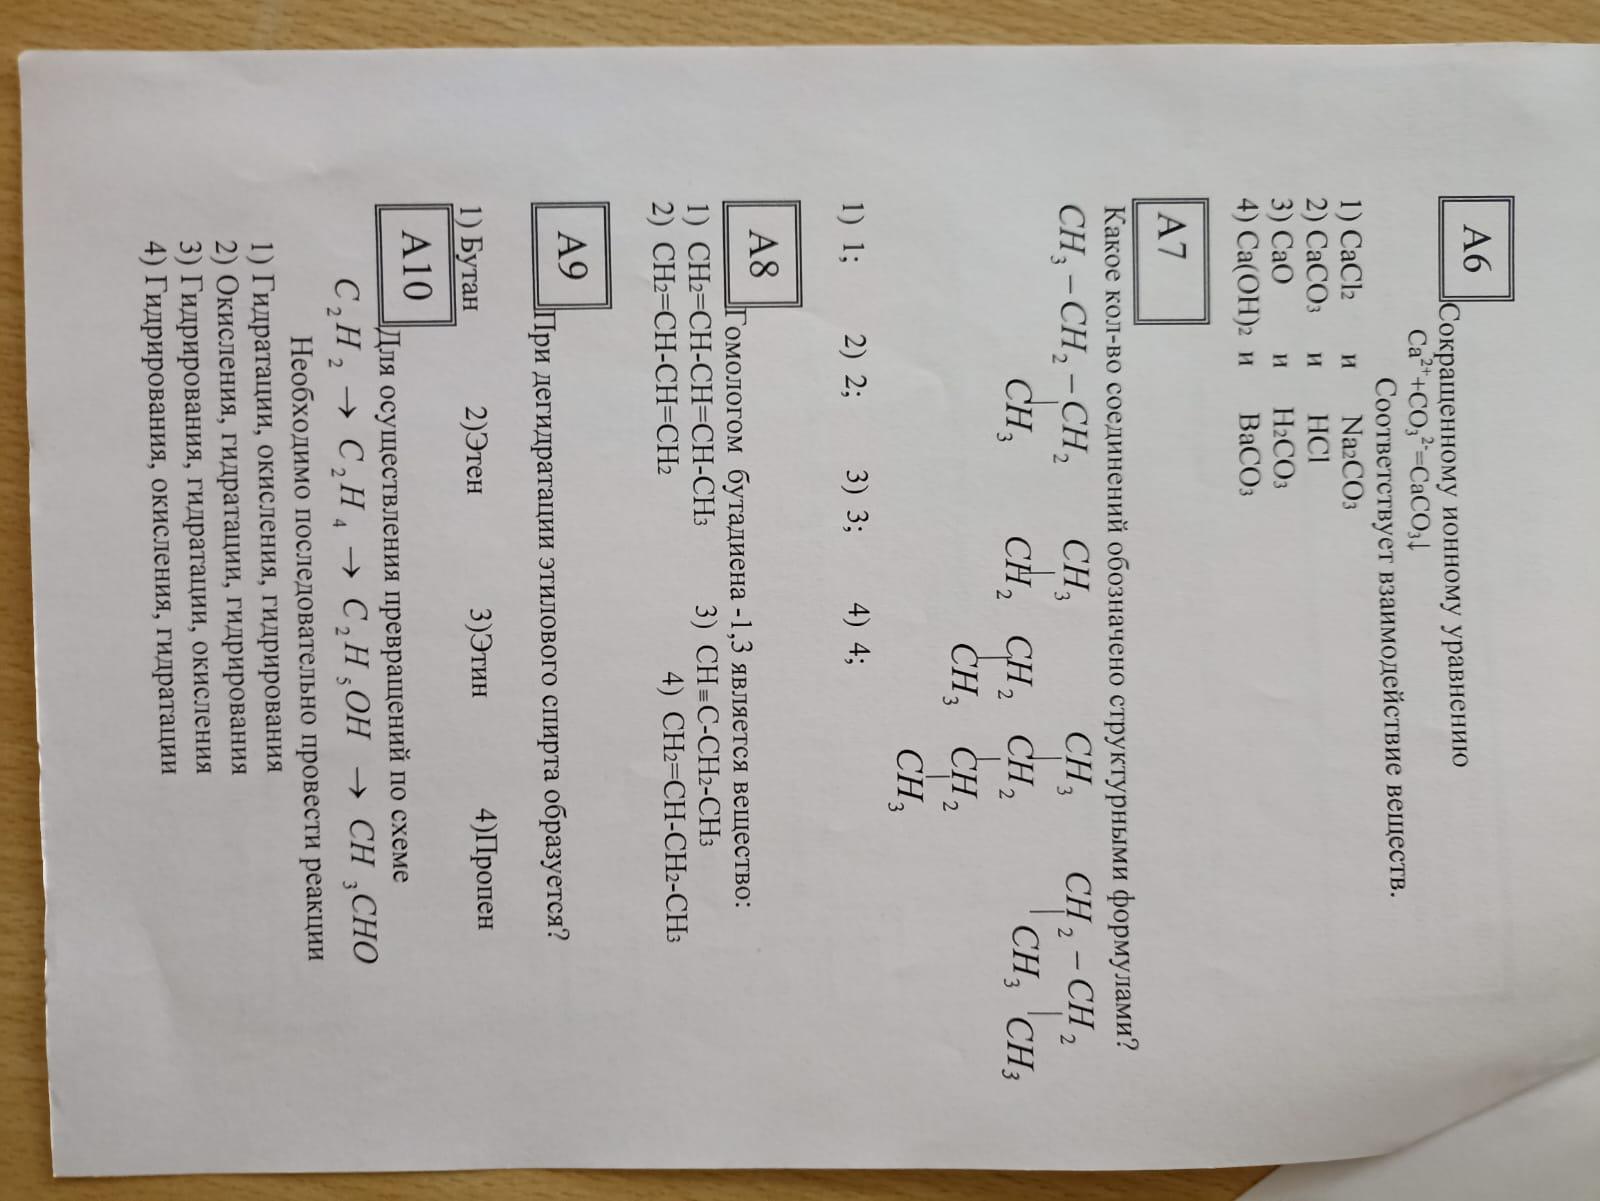 А6
Сокращенному ионному уравнению
Ca²⁺+CO₃²⁻=CaCO₃↓
Соответствует взаимодействие веществ.
1) CaCl₂ и Na₂CO₃
2) CaCO₃ и HCl
3) CaO и H₂CO₃
4) Ca(OH)₂ и BaCO₃
А7
Какое кол-во соединений обозначено структурными формулами?
CH₃ – CH₂ – CH₂ CH₃ CH₃ CH₂ – CH₂
CH₃ CH₂ CH₂ CH₂ CH₃ CH₃
CH₃ CH₂
CH₃
1) 1; 2) 2; 3) 3; 4) 4;
А8
Гомологом бутадиена -1,3 является вещество:
1) CH₂=CH-CH=CH-CH₃ 3) CH≡C-CH₂-CH₃
2) CH₂=CH-CH=CH₂ 4) CH₂=CH-CH₂-CH₃
А9
При дегидратации этилового спирта образуется?
1) Бутан 2)Этен 3)Этин 4)Пропен
А10
Для осуществления превращений по схеме
C₂H₂ → C₂H₄ → C₂H₅OH → CH₃CHO
Необходимо последовательно провести реакции
1) Гидратации, окисления, гидрирования
2) Окисления, гидратации, гидрирования
3) Гидрирования, гидратации, окисления
4) Гидрирования, окисления, гидратации